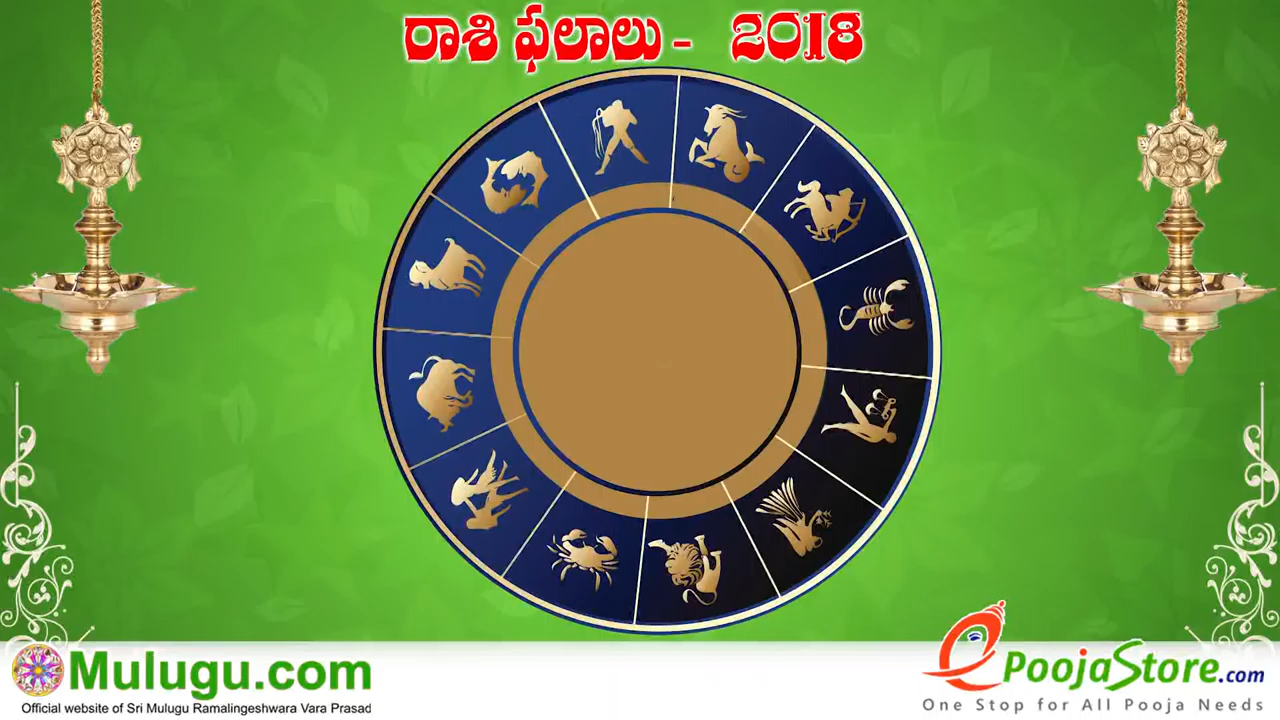 రాశి ఫలాలు - 2018
Mulugu.com
Official website of Sri Mulugu Ramalingeshwara Vara Prasad
ePoojaStore.com
One Stop for All Pooja Needs